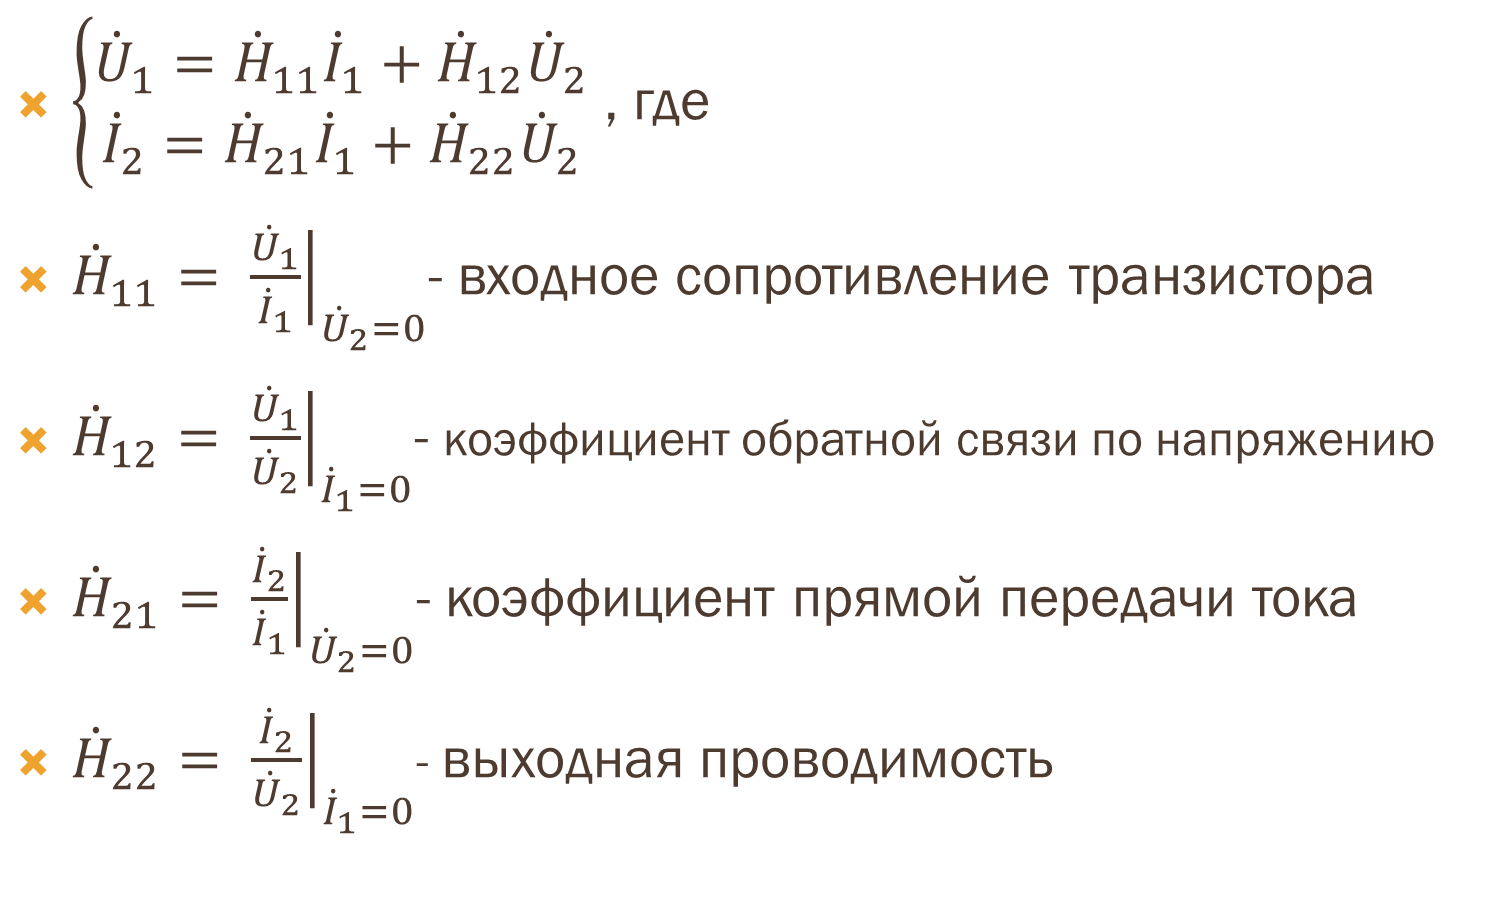 { U̇₁ = Ḣ₁₁İ₁ + Ḣ₁₂U̇₂
İ₂ = Ḣ₂₁İ₁ + Ḣ₂₂U̇₂ , где
Ḣ₁₁ = U̇₁/İ₁ |U̇₂=0 - входное сопротивление транзистора
Ḣ₁₂ = U̇₁/U̇₂ |İ₁=0 - коэффициент обратной связи по напряжению
Ḣ₂₁ = İ₂/İ₁ |U̇₂=0 - коэффициент прямой передачи тока
Ḣ₂₂ = İ₂/U̇₂ |İ₁=0 - выходная проводимость